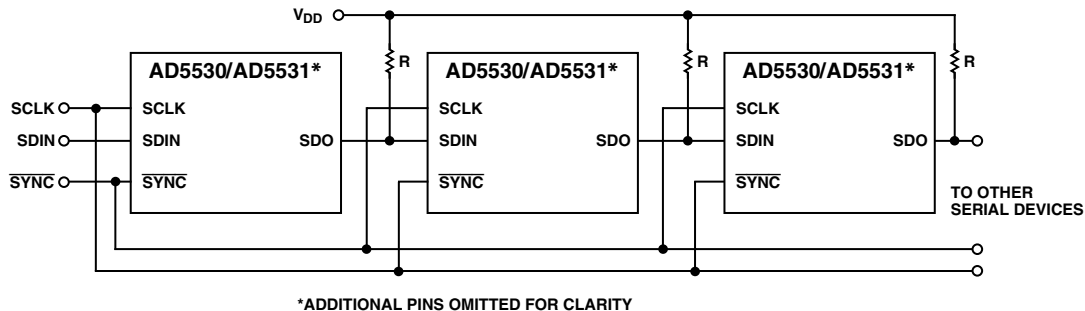 VDD
AD5530/AD5531*
SCLK
SDIN
SYNC
SCLK
SDIN
SYNC
SDO
R
AD5530/AD5531*
SCLK
SDIN
SYNC
SDO
R
AD5530/AD5531*
SCLK
SDIN
SYNC
SDO
R
TO OTHER
SERIAL DEVICES
*ADDITIONAL PINS OMITTED FOR CLARITY